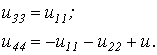 u₃₃ = u₁₁;
u₄₄ = −u₁₁ − u₂₂ + u.